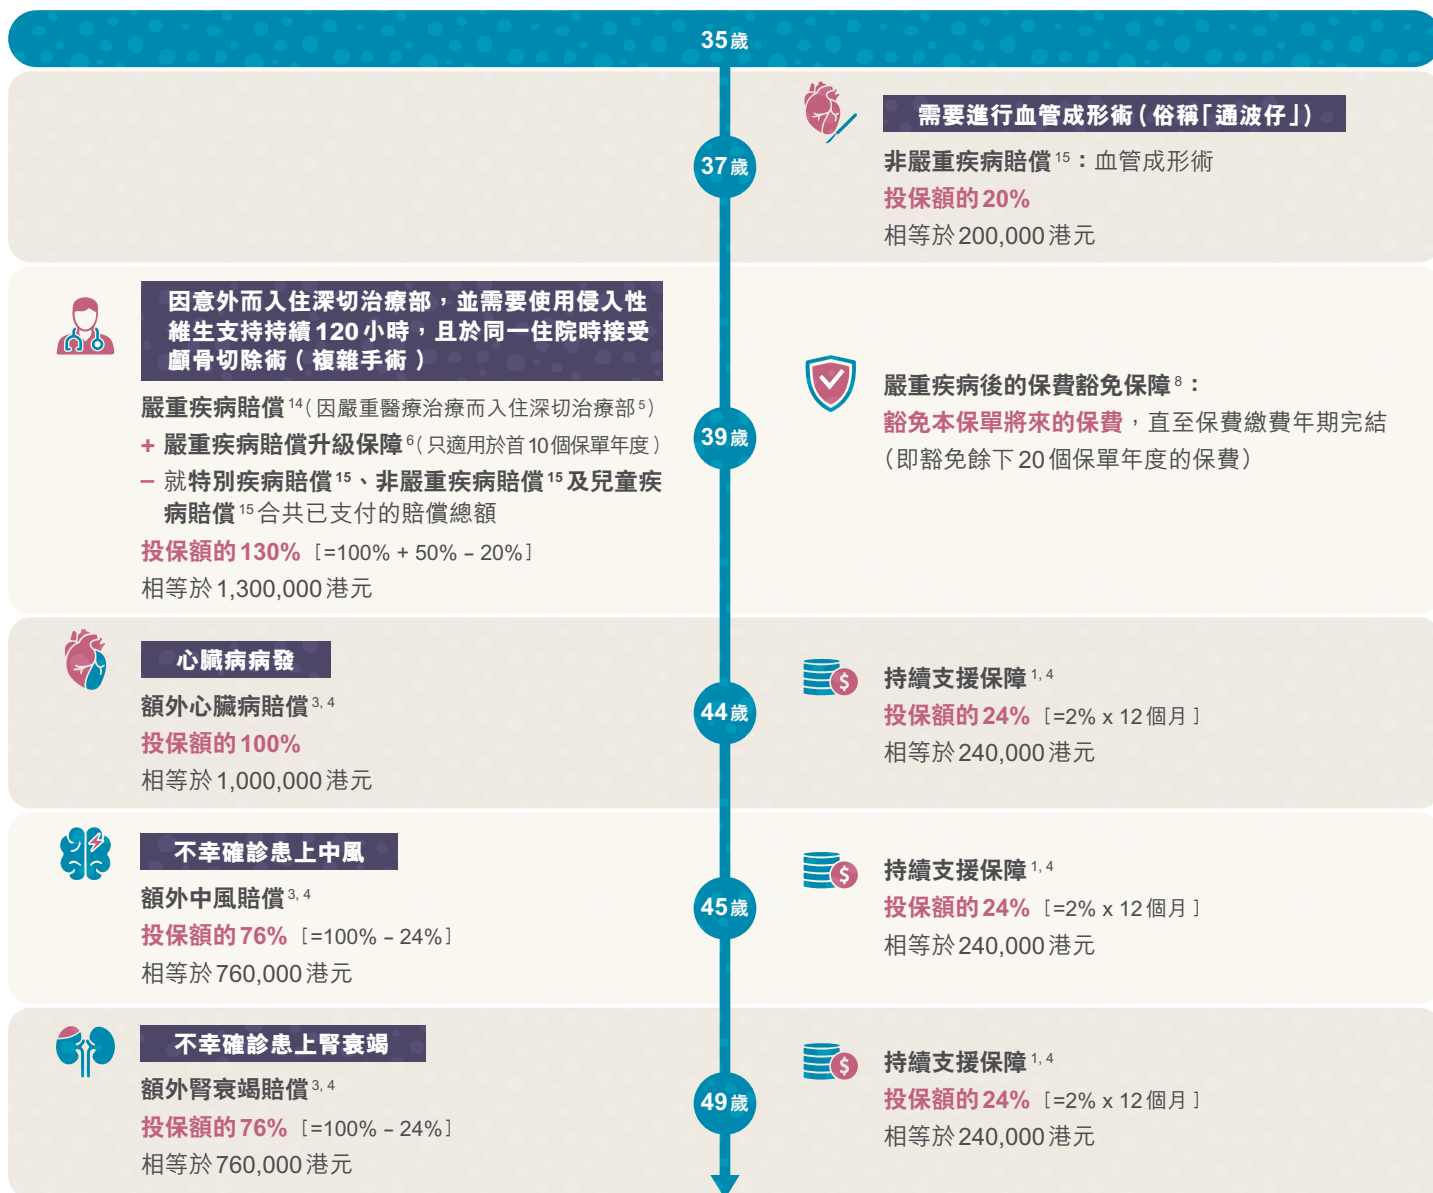 35歲
37歲
需要進行血管成形術(俗稱「通波仔」)
非嚴重疾病賠償15：血管成形術
投保額的20%
相等於200,000港元
因意外而入住深切治療部，並需要使用侵入性
維生支持持續120小時，且於同一住院時接受
顱骨切除術（複雜手術）
嚴重疾病賠償14(因嚴重醫療治療而入住深切治療部5)
+ 嚴重疾病賠償升級保障6(只適用於首10個保單年度)
– 就特別疾病賠償15、非嚴重疾病賠償15及兒童疾
病賠償15合共已支付的賠償總額
投保額的130% [=100% + 50% – 20%]
相等於1,300,000港元
39歲
嚴重疾病後的保費豁免保障8：
豁免本保單將來的保費，直至保費繳費年期完結
(即豁免餘下20個保單年度的保費)
心臟病病發
額外心臟病賠償3, 4
投保額的100%
相等於1,000,000港元
44歲
持續支援保障1, 4
投保額的24% [=2% x 12個月]
相等於240,000港元
不幸確診患上中風
額外中風賠償3, 4
投保額的76% [=100% – 24%]
相等於760,000港元
45歲
持續支援保障1, 4
投保額的24% [=2% x 12個月]
相等於240,000港元
不幸確診患上腎衰竭
額外腎衰竭賠償3, 4
投保額的76% [=100% – 24%]
相等於760,000港元
49歲
持續支援保障1, 4
投保額的24% [=2% x 12個月]
相等於240,000港元